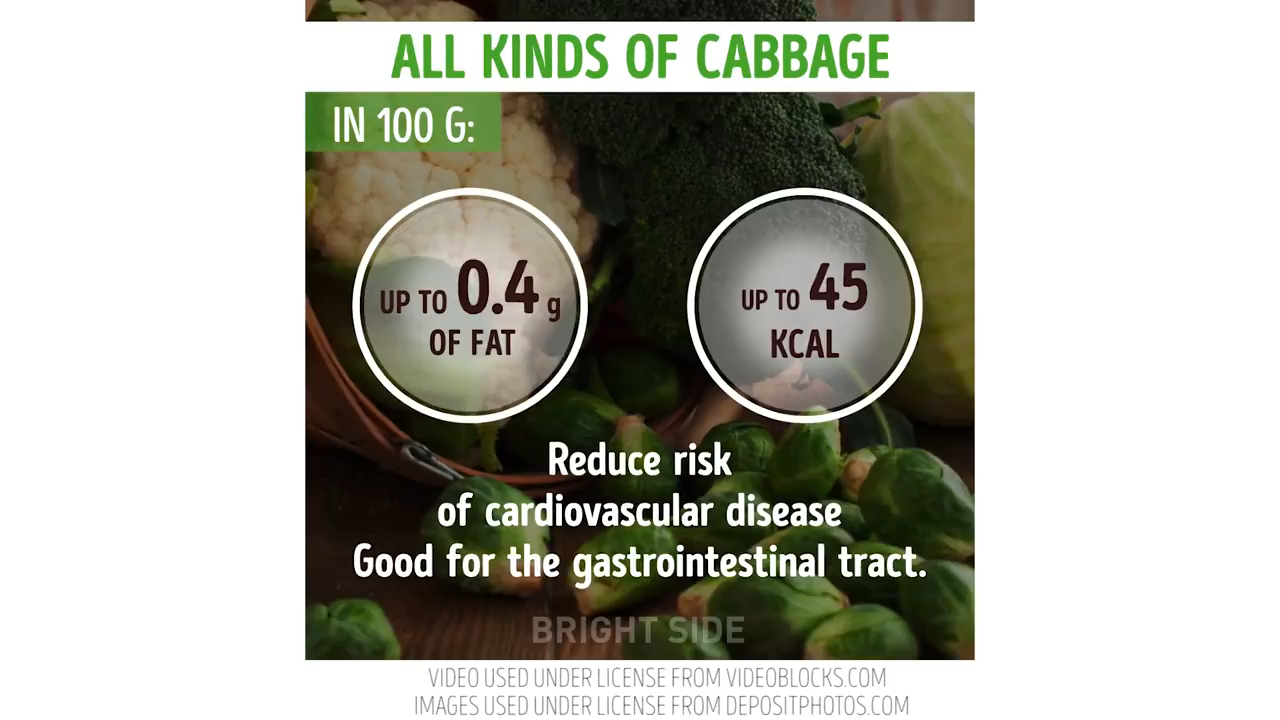 ALL KINDS OF CABBAGE
IN 100 G:
UP TO 0.4 g
OF FAT
UP TO 45
KCAL
Reduce risk
of cardiovascular disease
Good for the gastrointestinal tract.
BRIGHT SIDE
VIDEO USED UNDER LICENSE FROM VIDEOBLOCKS.COM
IMAGES USED UNDER LICENSE FROM DEPOSITPHOTOS.COM